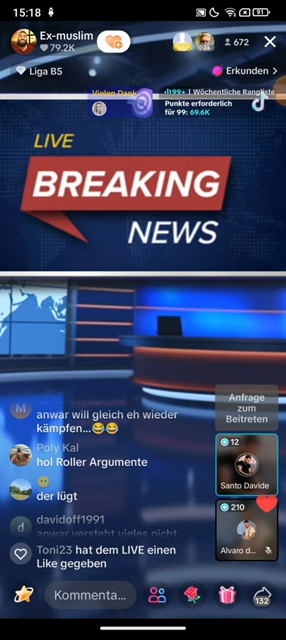 15:18
91
Ex-muslim
79.2K
672
Liga B5
Erkunden >
Vielen Dank
99+ | Wöchentliche Rangliste
Punkte erforderlich
für 99: 69.6K
LIVE
BREAKING
NEWS
M
anwar will gleich eh wieder
kämpfen...😂😂
Poly Kal
hol Roller Argumente
der lügt
d
davidoff1991
anwar versteht vieles nicht
Toni23 hat dem LIVE einen
Like gegeben
Anfrage
zum
Beitreten
12
Santo Davide
210
Alvaro d...
Kommenta...
132